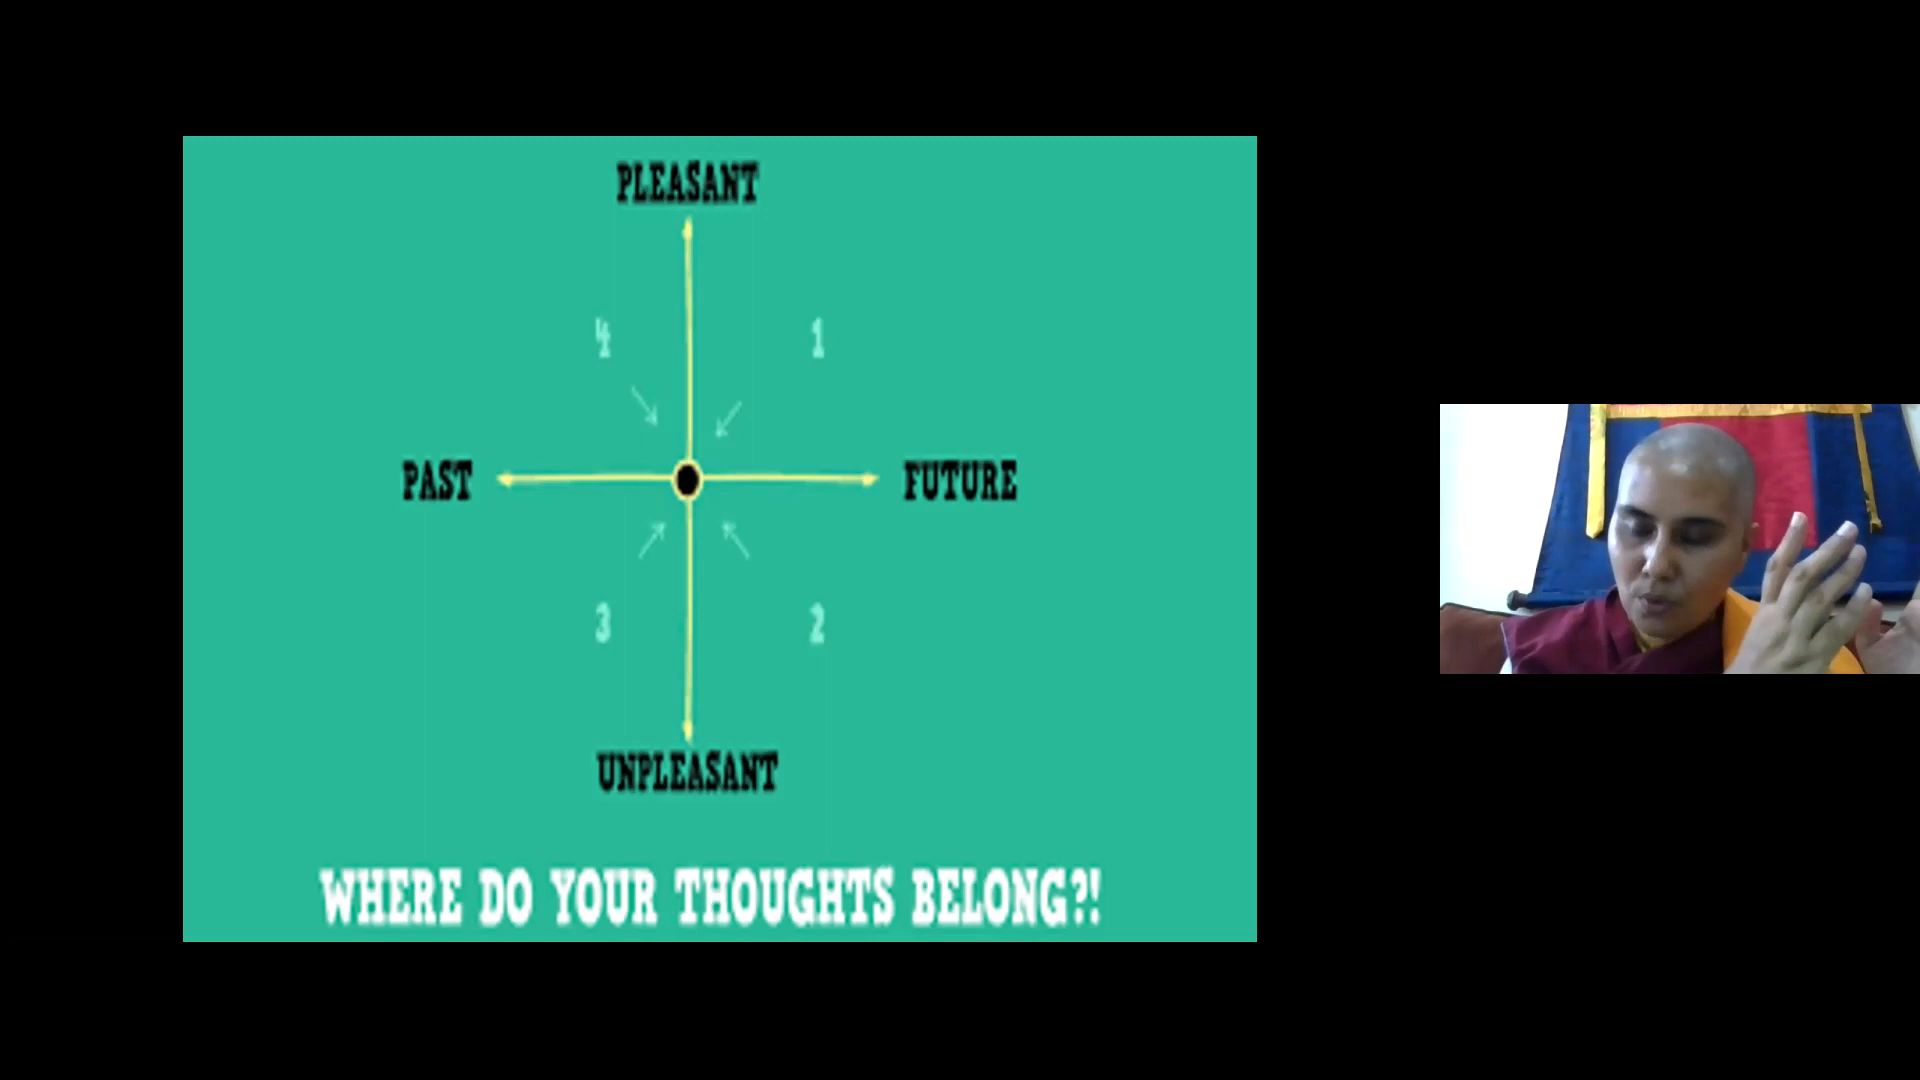 PLEASANT
4 1
PAST FUTURE
3 2
UNPLEASANT
WHERE DO YOUR THOUGHTS BELONG?!